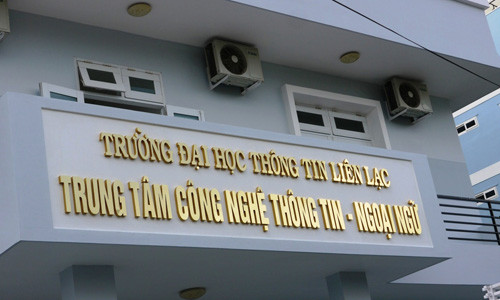 TRƯỜNG ĐẠI HỌC THÔNG TIN LIÊN LẠC
TRUNG TÂM CÔNG NGHỆ THÔNG TIN - NGOẠI NGỮ